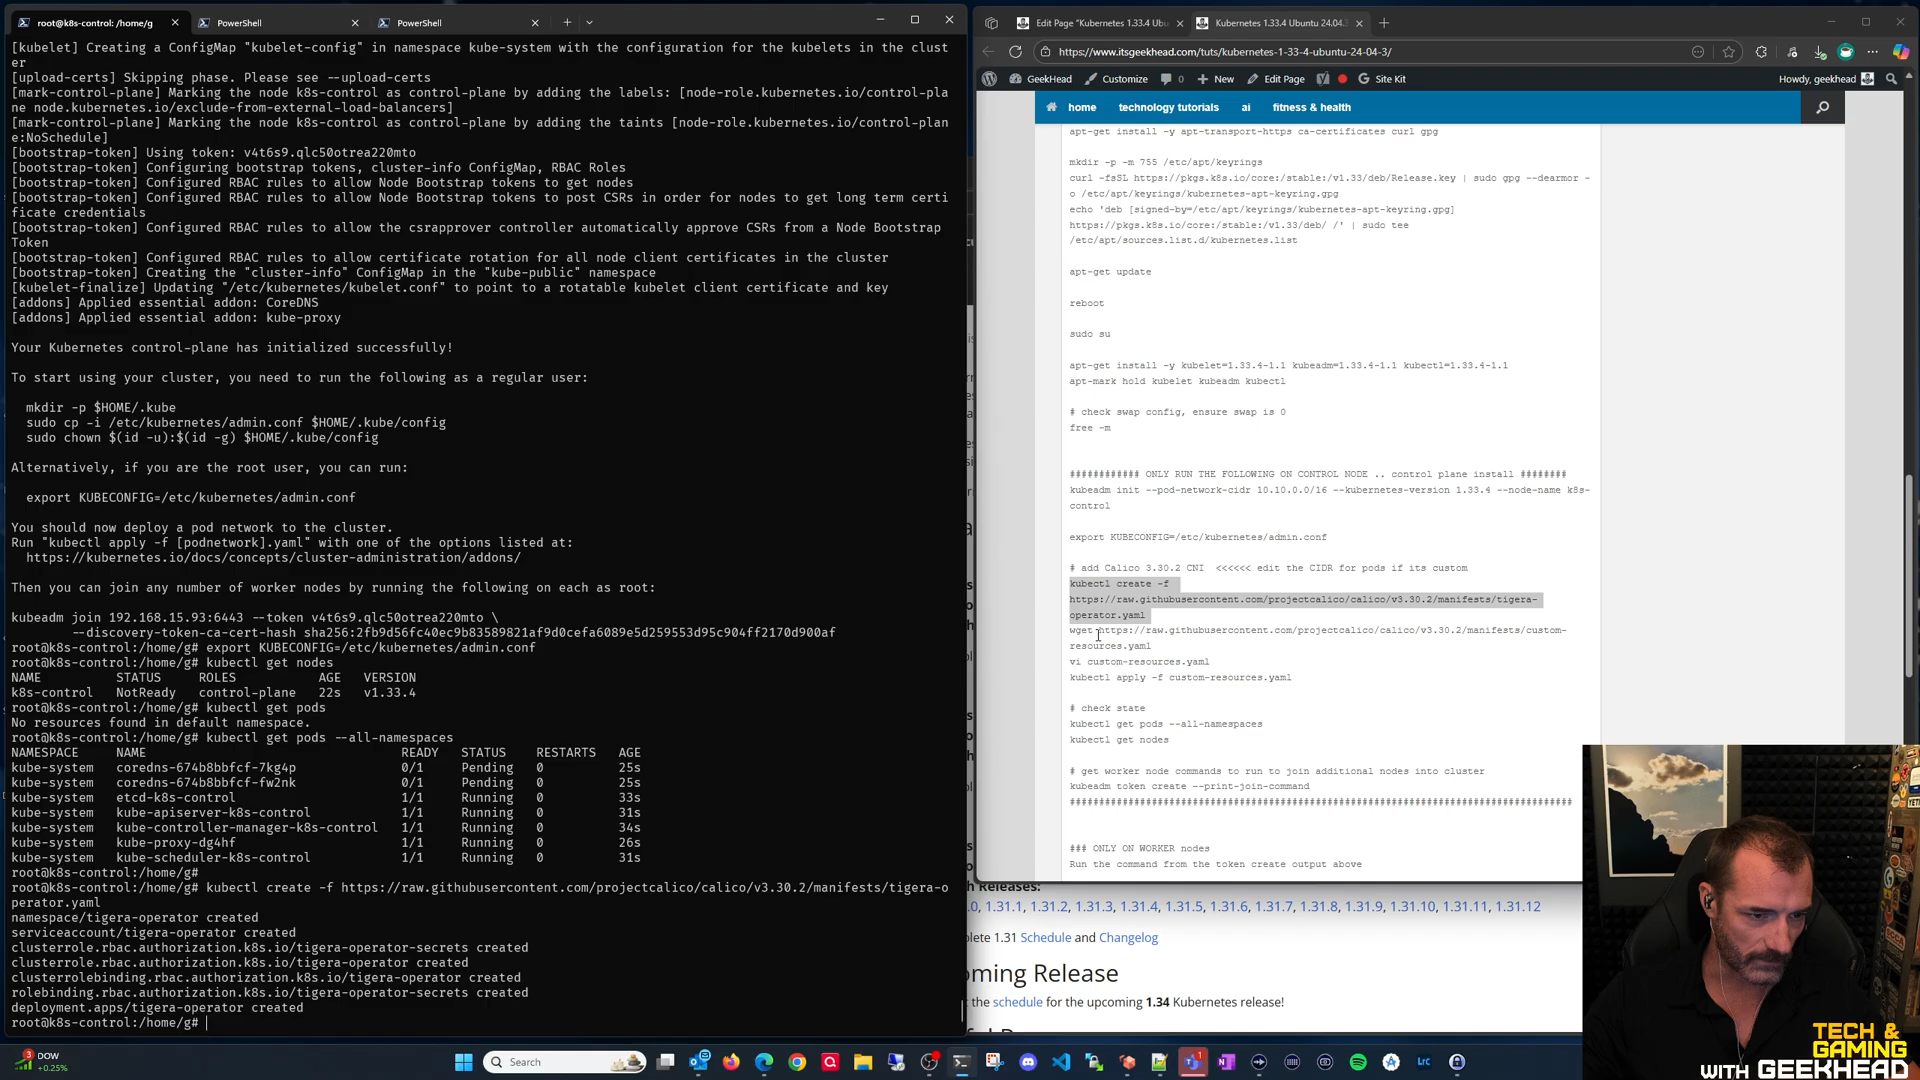 root@k8s-control: /home/g
PowerShell
PowerShell
[kubelet] Creating a ConfigMap "kubelet-config" in namespace kube-system with the configuration for the kubelets in the clust
er
[upload-certs] Skipping phase. Please see --upload-certs
[mark-control-plane] Marking the node k8s-control as control-plane by adding the labels: [node-role.kubernetes.io/control-pla
ne node.kubernetes.io/exclude-from-external-load-balancers]
[mark-control-plane] Marking the node k8s-control as control-plane by adding the taints [node-role.kubernetes.io/control-plan
e:NoSchedule]
[bootstrap-token] Using token: v4t6s9.qlc50otrea220mto
[bootstrap-token] Configuring bootstrap tokens, cluster-info ConfigMap, RBAC Roles
[bootstrap-token] Configured RBAC rules to allow Node Bootstrap tokens to get nodes
[bootstrap-token] Configured RBAC rules to allow Node Bootstrap tokens to post CSRs in order for nodes to get long term certi
ficate credentials
[bootstrap-token] Configured RBAC rules to allow the csrapprover controller automatically approve CSRs from a Node Bootstrap
Token
[bootstrap-token] Configured RBAC rules to allow certificate rotation for all node client certificates in the cluster
[bootstrap-token] Creating the "cluster-info" ConfigMap in the "kube-public" namespace
[kubelet-finalize] Updating "/etc/kubernetes/kubelet.conf" to point to a rotatable kubelet client certificate and key
[addons] Applied essential addon: CoreDNS
[addons] Applied essential addon: kube-proxy
Your Kubernetes control-plane has initialized successfully!
To start using your cluster, you need to run the following as a regular user:
mkdir -p $HOME/.kube
sudo cp -i /etc/kubernetes/admin.conf $HOME/.kube/config
sudo chown $(id -u):$(id -g) $HOME/.kube/config
Alternatively, if you are the root user, you can run:
export KUBECONFIG=/etc/kubernetes/admin.conf
You should now deploy a pod network to the cluster.
Run "kubectl apply -f [podnetwork].yaml" with one of the options listed at:
https://kubernetes.io/docs/concepts/cluster-administration/addons/
Then you can join any number of worker nodes by running the following on each as root:
kubeadm join 192.168.15.93:6443 --token v4t6s9.qlc50otrea220mto \
--discovery-token-ca-cert-hash sha256:2fb9d56fc40ec9b83589821af9d0cefa6089e5d259553d95c904ff2170d900af
root@k8s-control:/home/g# export KUBECONFIG=/etc/kubernetes/admin.conf
root@k8s-control:/home/g# kubectl get nodes
NAME STATUS ROLES AGE VERSION
k8s-control NotReady control-plane 22s v1.33.4
root@k8s-control:/home/g# kubectl get pods
No resources found in default namespace.
root@k8s-control:/home/g# kubectl get pods --all-namespaces
NAMESPACE NAME READY STATUS RESTARTS AGE
kube-system coredns-674b8bbfcf-7kg4p 0/1 Pending 0 25s
kube-system coredns-674b8bbfcf-fw2nk 0/1 Pending 0 25s
kube-system etcd-k8s-control 1/1 Running 0 33s
kube-system kube-apiserver-k8s-control 1/1 Running 0 31s
kube-system kube-controller-manager-k8s-control 1/1 Running 0 34s
kube-system kube-proxy-dg4hf 1/1 Running 0 26s
kube-system kube-scheduler-k8s-control 1/1 Running 0 31s
root@k8s-control:/home/g#
root@k8s-control:/home/g# kubectl create -f https://raw.githubusercontent.com/projectcalico/calico/v3.30.2/manifests/tigera-o
perator.yaml
namespace/tigera-operator created
serviceaccount/tigera-operator created
clusterrole.rbac.authorization.k8s.io/tigera-operator-secrets created
clusterrole.rbac.authorization.k8s.io/tigera-operator created
clusterrolebinding.rbac.authorization.k8s.io/tigera-operator created
rolebinding.rbac.authorization.k8s.io/tigera-operator-secrets created
deployment.apps/tigera-operator created
root@k8s-control:/home/g#
Edit Page "Kubernetes 1.33.4 Ubu
Kubernetes 1.33.4 Ubuntu 24.04.
https://www.itsgeekhead.com/tuts/kubernetes-1-33-4-ubuntu-24-04-3/
GeekHead Customize 0 New Edit Page Site Kit Howdy, geekhead
home technology tutorials ai fitness & health
apt-get install -y apt-transport-https ca-certificates curl gpg
mkdir -p -m 755 /etc/apt/keyrings
curl -fsSL https://pkgs.k8s.io/core:/stable:/v1.33/deb/Release.key | sudo gpg --dearmor -
o /etc/apt/keyrings/kubernetes-apt-keyring.gpg
echo 'deb [signed-by=/etc/apt/keyrings/kubernetes-apt-keyring.gpg]
https://pkgs.k8s.io/core:/stable:/v1.33/deb/ /' | sudo tee
/etc/apt/sources.list.d/kubernetes.list
apt-get update
reboot
sudo su
apt-get install -y kubelet=1.33.4-1.1 kubeadm=1.33.4-1.1 kubectl=1.33.4-1.1
apt-mark hold kubelet kubeadm kubectl
# check swap config, ensure swap is 0
free -m
############ ONLY RUN THE FOLLOWING ON CONTROL NODE .. control plane install ########
kubeadm init --pod-network-cidr 10.10.0.0/16 --kubernetes-version 1.33.4 --node-name k8s-
control
export KUBECONFIG=/etc/kubernetes/admin.conf
# add Calico 3.30.2 CNI <<<<<< edit the CIDR for pods if its custom
kubectl create -f
https://raw.githubusercontent.com/projectcalico/calico/v3.30.2/manifests/tigera-
operator.yaml
wget https://raw.githubusercontent.com/projectcalico/calico/v3.30.2/manifests/custom-
resources.yaml
vi custom-resources.yaml
kubectl apply -f custom-resources.yaml
# check state
kubectl get pods --all-namespaces
kubectl get nodes
# get worker node commands to run to join additional nodes into cluster
kubeadm token create --print-join-command
######################################################################################
### ONLY ON WORKER nodes
Run the command from the token create output above
h Releases:
.0, 1.31.1, 1.31.2, 1.31.3, 1.31.4, 1.31.5, 1.31.6, 1.31.7, 1.31.8, 1.31.9, 1.31.10, 1.31.11, 1.31.12
plete 1.31 Schedule and Changelog
oming Release
the schedule for the upcoming 1.34 Kubernetes release!
TECH &
GAMING
WITH GEEKHEAD
3
DOW
+0.25%
Search
1
Lrc